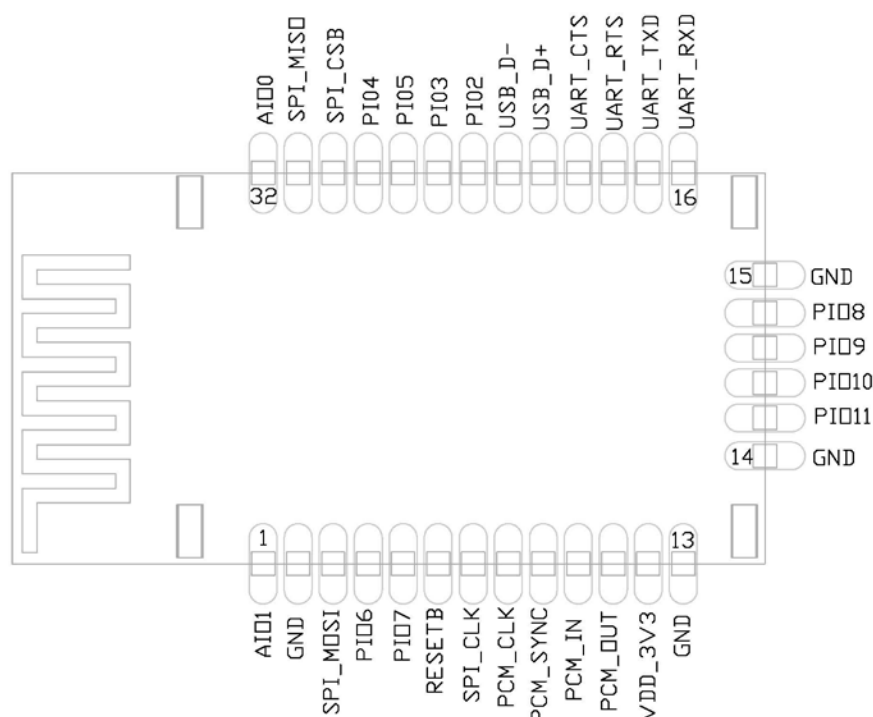 AIO0
SPI_MISO
SPI_CSB
PIO4
PIO5
PIO3
PIO2
USB_D-
USB_D+
UART_CTS
UART_RTS
UART_TXD
UART_RXD
32
16
15
GND
PIO8
PIO9
PIO10
PIO11
14
GND
1
13
AIO1
GND
SPI_MOSI
PIO6
PIO7
RESETB
SPI_CLK
PCM_CLK
PCM_SYNC
PCM_IN
PCM_OUT
VDD_3V3
GND